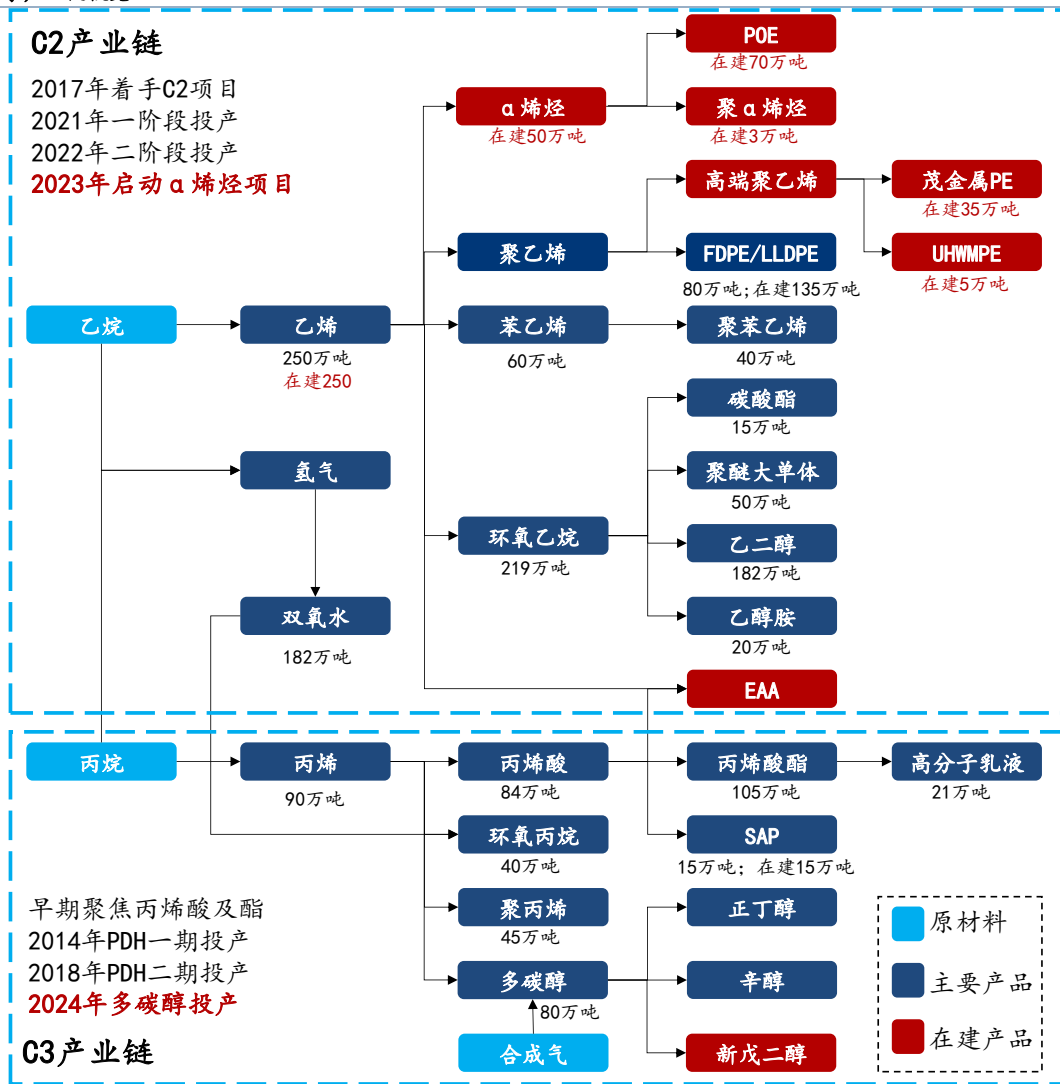 C2产业链
2017年着手C2项目
2021年一阶段投产
2022年二阶段投产
2023年启动α烯烃项目
POE
在建70万吨
α烯烃
在建50万吨
聚α烯烃
在建3万吨
高端聚乙烯
茂金属PE
在建35万吨
聚乙烯
FDPE/LLDPE
80万吨;在建135万吨
UHWMPE
在建5万吨
乙烷
乙烯
250万吨
在建250
苯乙烯
60万吨
聚苯乙烯
40万吨
碳酸酯
15万吨
氢气
聚醚大单体
50万吨
环氧乙烷
219万吨
乙二醇
182万吨
双氧水
182万吨
乙醇胺
20万吨
EAA
丙烷
丙烯
90万吨
丙烯酸
84万吨
丙烯酸酯
105万吨
高分子乳液
21万吨
环氧丙烷
40万吨
SAP
15万吨；在建15万吨
聚丙烯
45万吨
正丁醇
多碳醇
80万吨
辛醇
合成气
新戊二醇
早期聚焦丙烯酸及酯
2014年PDH一期投产
2018年PDH二期投产
2024年多碳醇投产
C3产业链
原材料
主要产品
在建产品